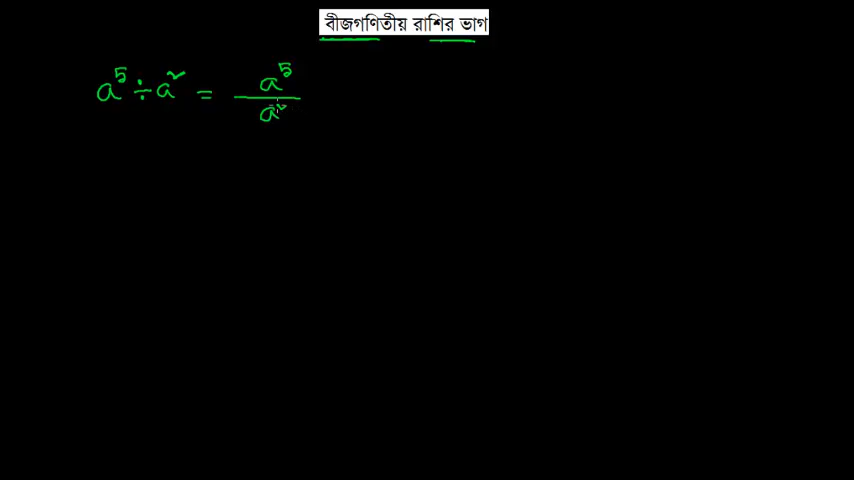 বীজগণিতীয় রাশির ভাগ
a⁵ ÷ a² = a⁵ / a²